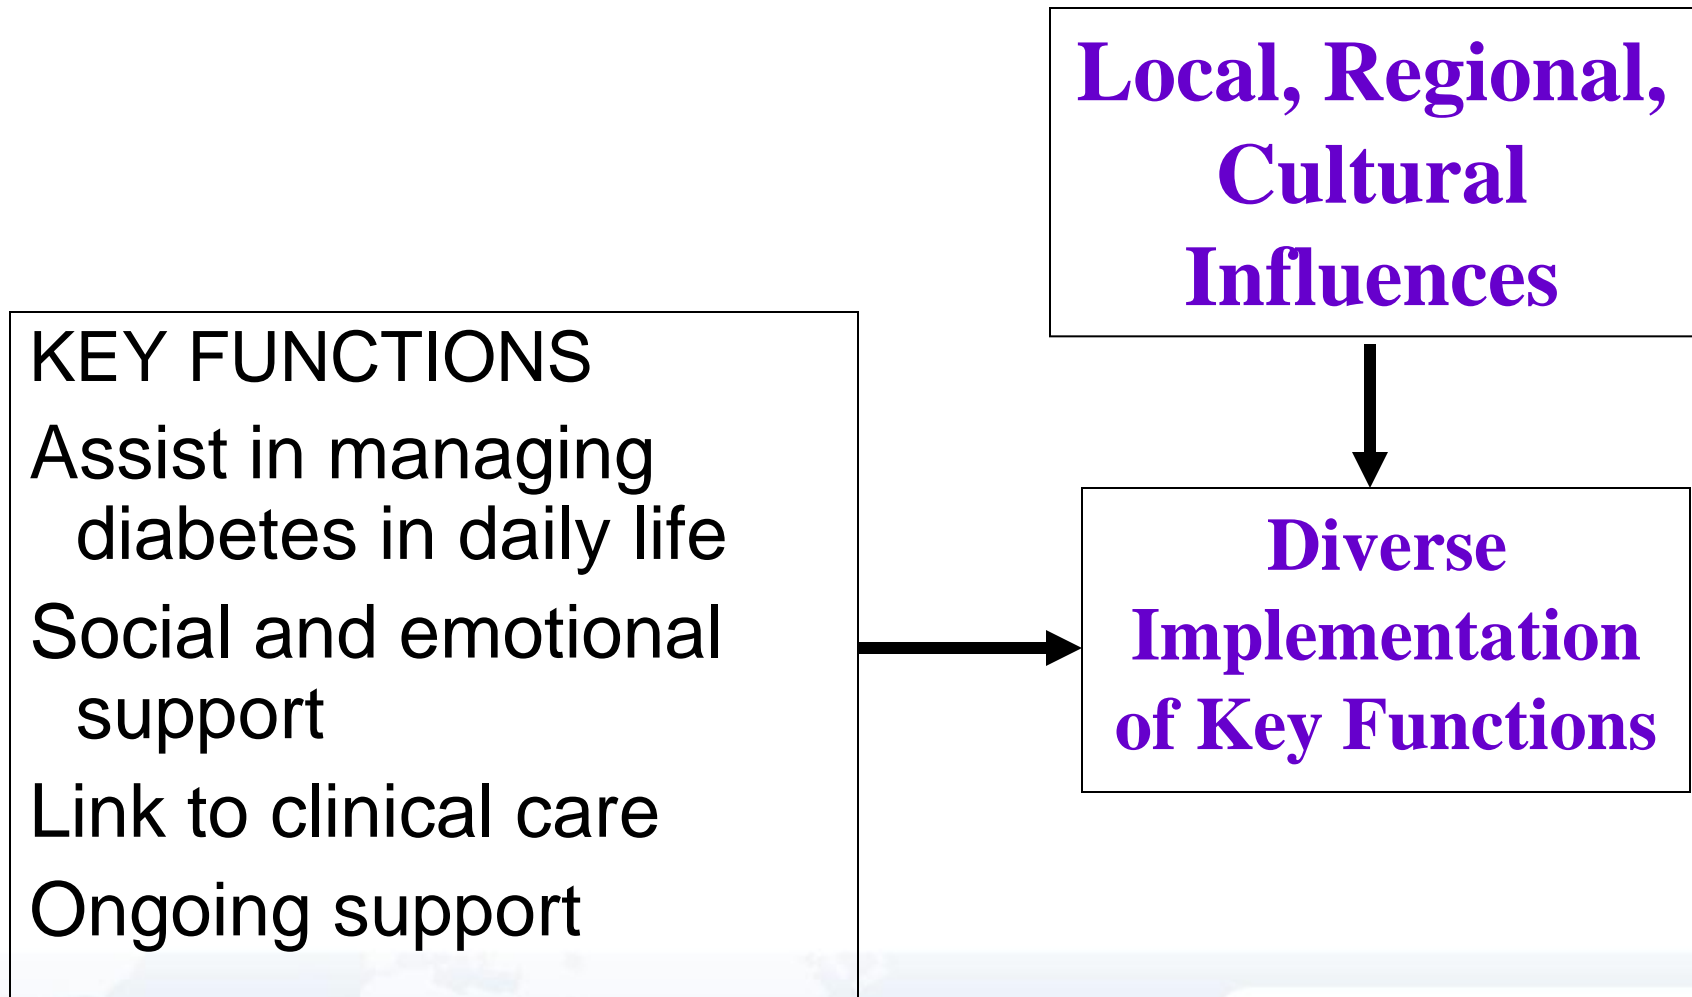 Local, Regional,
Cultural
Influences
KEY FUNCTIONS
Assist in managing
diabetes in daily life
Social and emotional
support
Link to clinical care
Ongoing support
Diverse
Implementation
of Key Functions